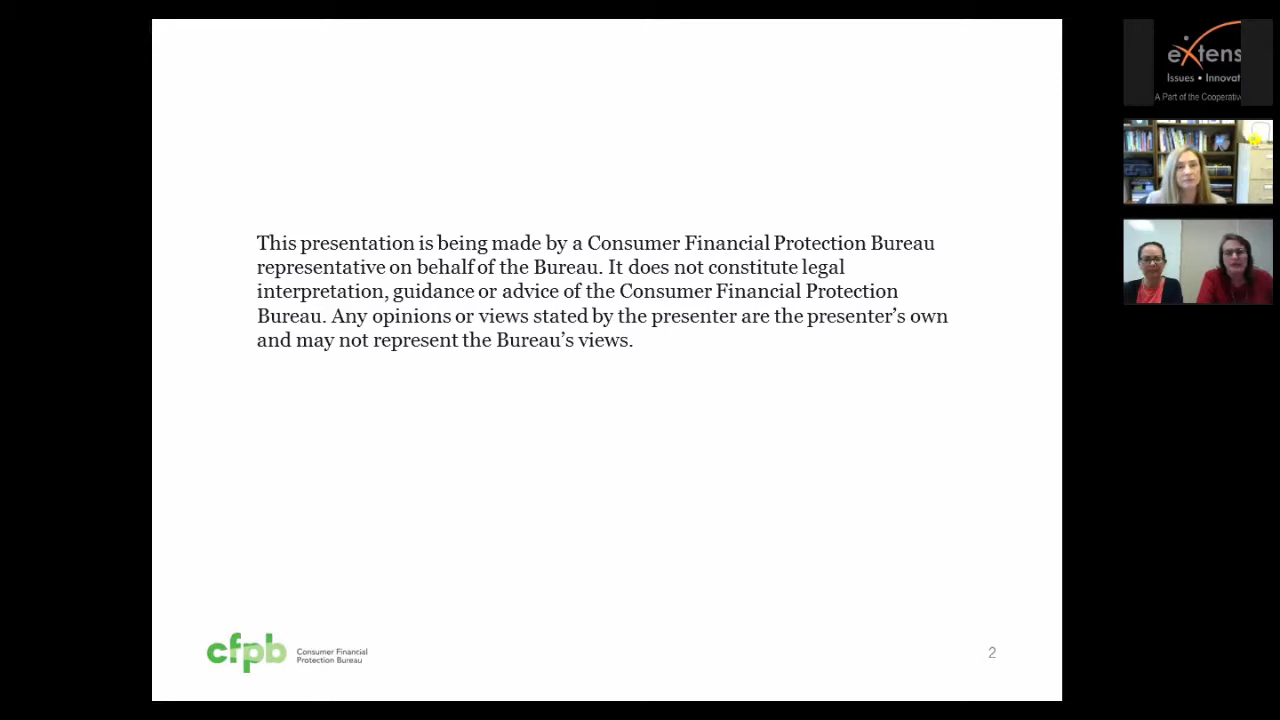 This presentation is being made by a Consumer Financial Protection Bureau
representative on behalf of the Bureau. It does not constitute legal
interpretation, guidance or advice of the Consumer Financial Protection
Bureau. Any opinions or views stated by the presenter are the presenter’s own
and may not represent the Bureau’s views.
cfpb
Consumer Financial
Protection Bureau
2
eXtens
Issues • Innovat
A Part of the Cooperative